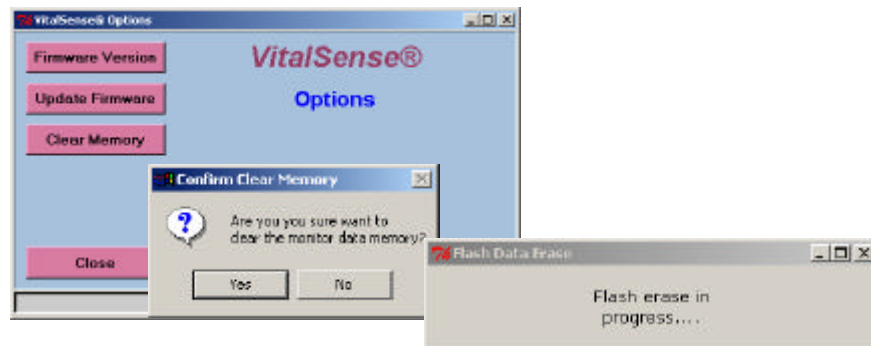 VitalSense® Options
Firmware Version
VitalSense®
Update Firmware
Options
Clear Memory
Confirm Clear Memory
Are you you sure want to
clear the monitor data memory?
Close
Yes
No
Flash Data Erase
Flash erase in
progress....